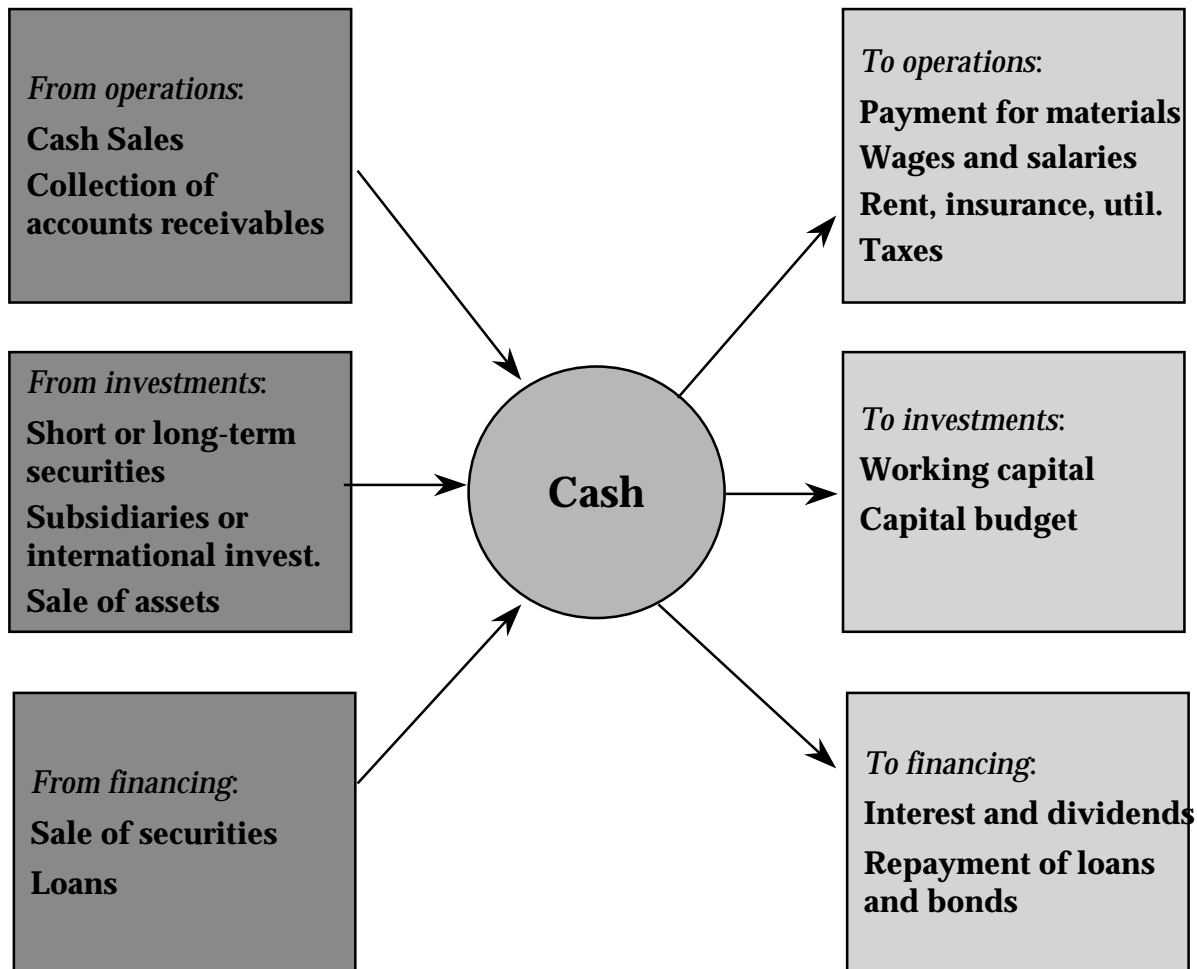 From operations:
Cash Sales
Collection of
accounts receivables
From investments:
Short or long-term
securities
Subsidiaries or
international invest.
Sale of assets
From financing:
Sale of securities
Loans
Cash
To operations:
Payment for materials
Wages and salaries
Rent, insurance, util.
Taxes
To investments:
Working capital
Capital budget
To financing:
Interest and dividends
Repayment of loans
and bonds